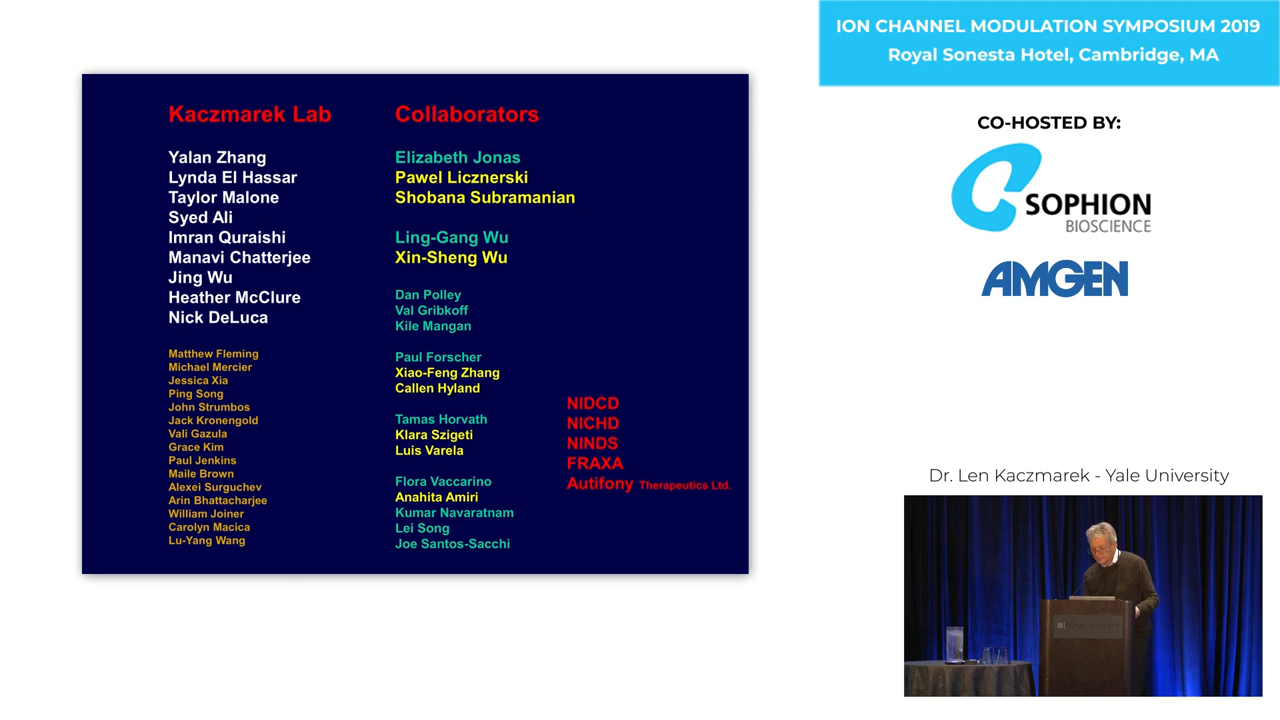 ION CHANNEL MODULATION SYMPOSIUM 2019
Royal Sonesta Hotel, Cambridge, MA
CO-HOSTED BY:
SOPHION
BIOSCIENCE
AMGEN
Kaczmarek Lab
Yalan Zhang
Lynda El Hassar
Taylor Malone
Syed Ali
Imran Quraishi
Manavi Chatterjee
Jing Wu
Heather McClure
Nick DeLuca
Matthew Fleming
Michael Mercier
Jessica Xia
Ping Song
John Strumbos
Jack Kronengold
Vali Gazula
Grace Kim
Paul Jenkins
Maile Brown
Alexei Surguchev
Arin Bhattacharjee
William Joiner
Carolyn Macica
Lu-Yang Wang
Collaborators
Elizabeth Jonas
Pawel Licznerski
Shobana Subramanian
Ling-Gang Wu
Xin-Sheng Wu
Dan Polley
Val Gribkoff
Kile Mangan
Paul Forscher
Xiao-Feng Zhang
Callen Hyland
Tamas Horvath
Klara Szigeti
Luis Varela
Flora Vaccarino
Anahita Amiri
Kumar Navaratnam
Lei Song
Joe Santos-Sacchi
NIDCD
NICHD
NINDS
FRAXA
Autifony Therapeutics Ltd.
Dr. Len Kaczmarek - Yale University